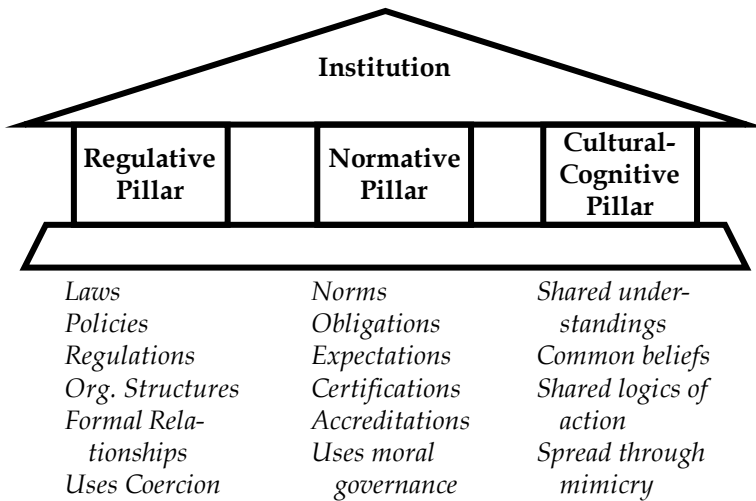 Institution
Regulative
Pillar
Normative
Pillar
Cultural-
Cognitive
Pillar
Laws
Policies
Regulations
Org. Structures
Formal Rela-
tionships
Uses Coercion
Norms
Obligations
Expectations
Certifications
Accreditations
Uses moral
governance
Shared under-
standings
Common beliefs
Shared logics of
action
Spread through
mimicry